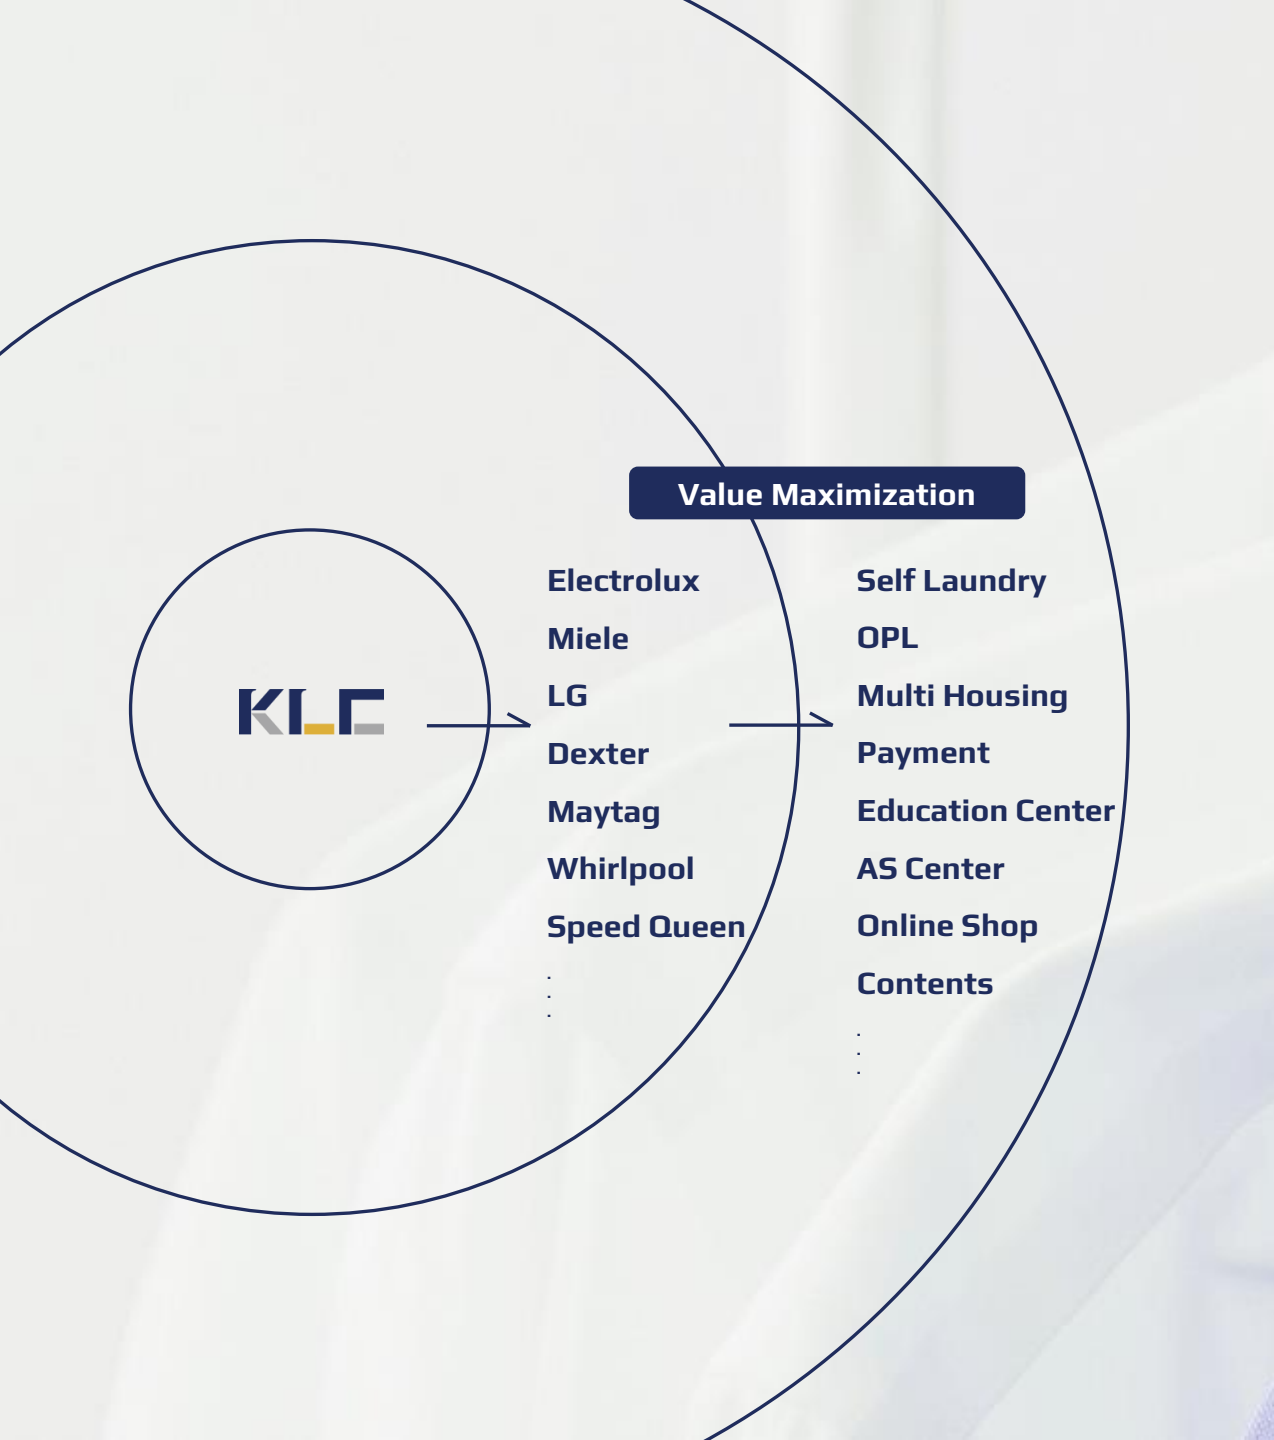 Value Maximization
KLC
Electrolux
Miele
LG
Dexter
Maytag
Whirlpool
Speed Queen
.
.
.
Self Laundry
OPL
Multi Housing
Payment
Education Center
AS Center
Online Shop
Contents
.
.
.